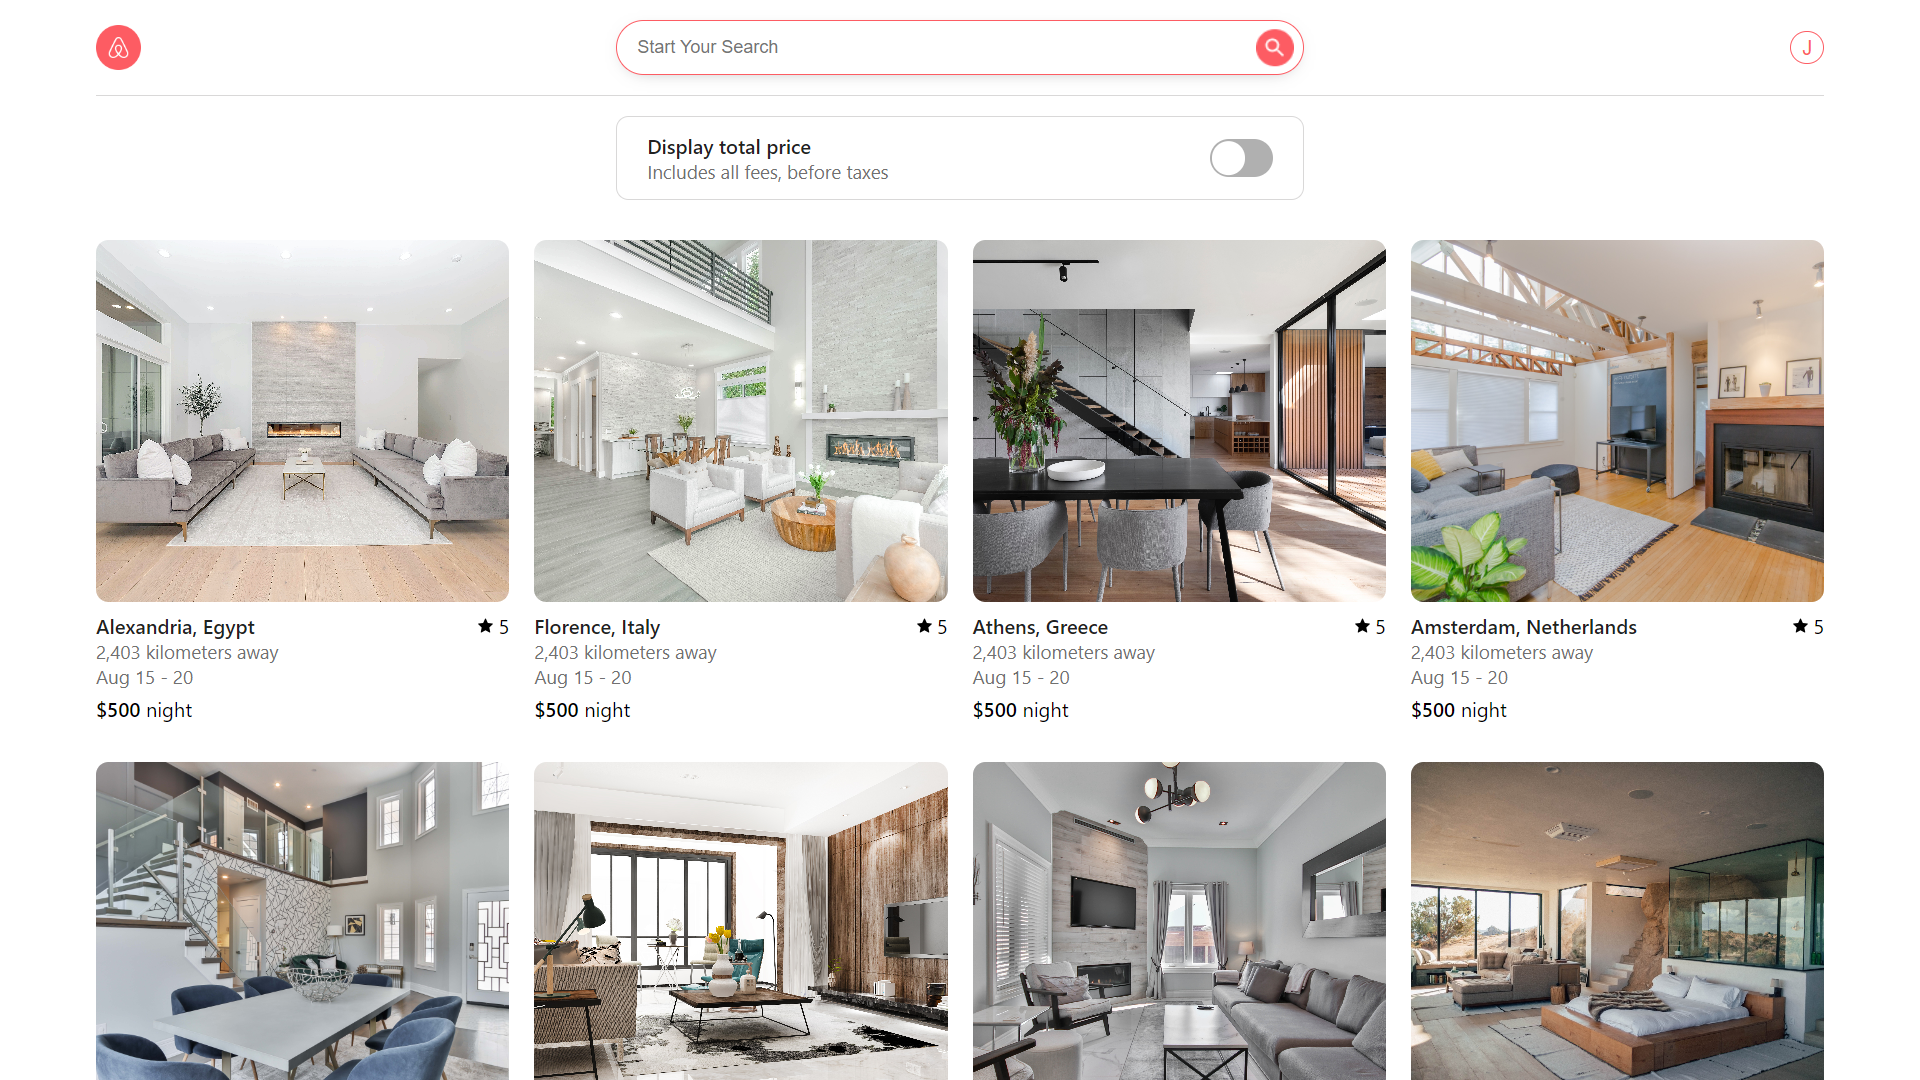 Start Your Search
J
Display total price
Includes all fees, before taxes
Alexandria, Egypt
5
2,403 kilometers away
Aug 15 - 20
$500 night
Florence, Italy
5
2,403 kilometers away
Aug 15 - 20
$500 night
Athens, Greece
5
2,403 kilometers away
Aug 15 - 20
$500 night
Amsterdam, Netherlands
5
2,403 kilometers away
Aug 15 - 20
$500 night